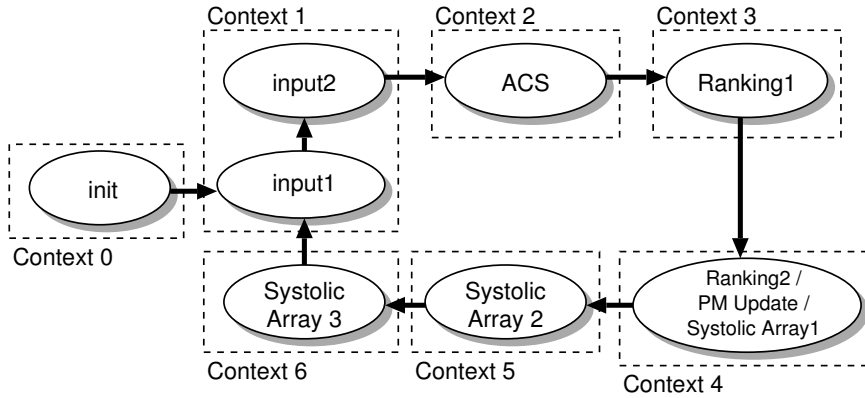 Context 1
Context 2
Context 3
input2
ACS
Ranking1
init
input1
Context 0
Systolic
Array 3
Systolic
Array 2
Ranking2 /
PM Update /
Systolic Array1
Context 6
Context 5
Context 4